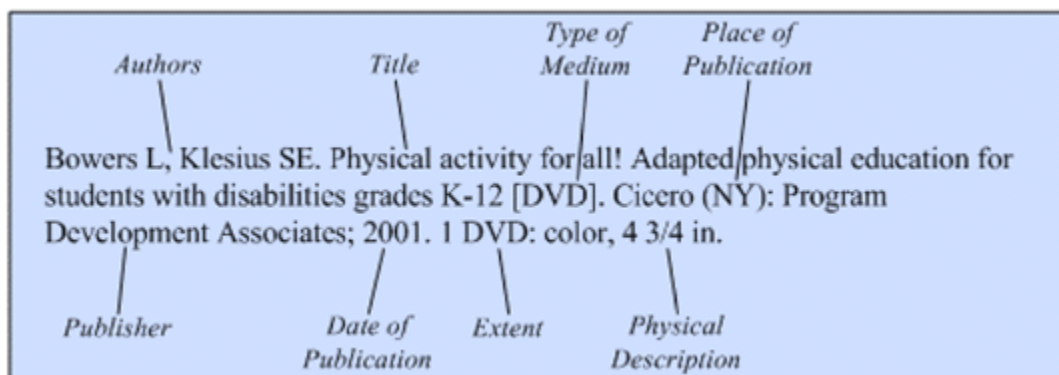 Type of Place of
Authors Title Medium Publication
Bowers L, Klesius SE. Physical activity for all! Adapted physical education for
students with disabilities grades K-12 [DVD]. Cicero (NY): Program
Development Associates; 2001. 1 DVD: color, 4 3/4 in.
Publisher Date of Extent Physical
Publication Description